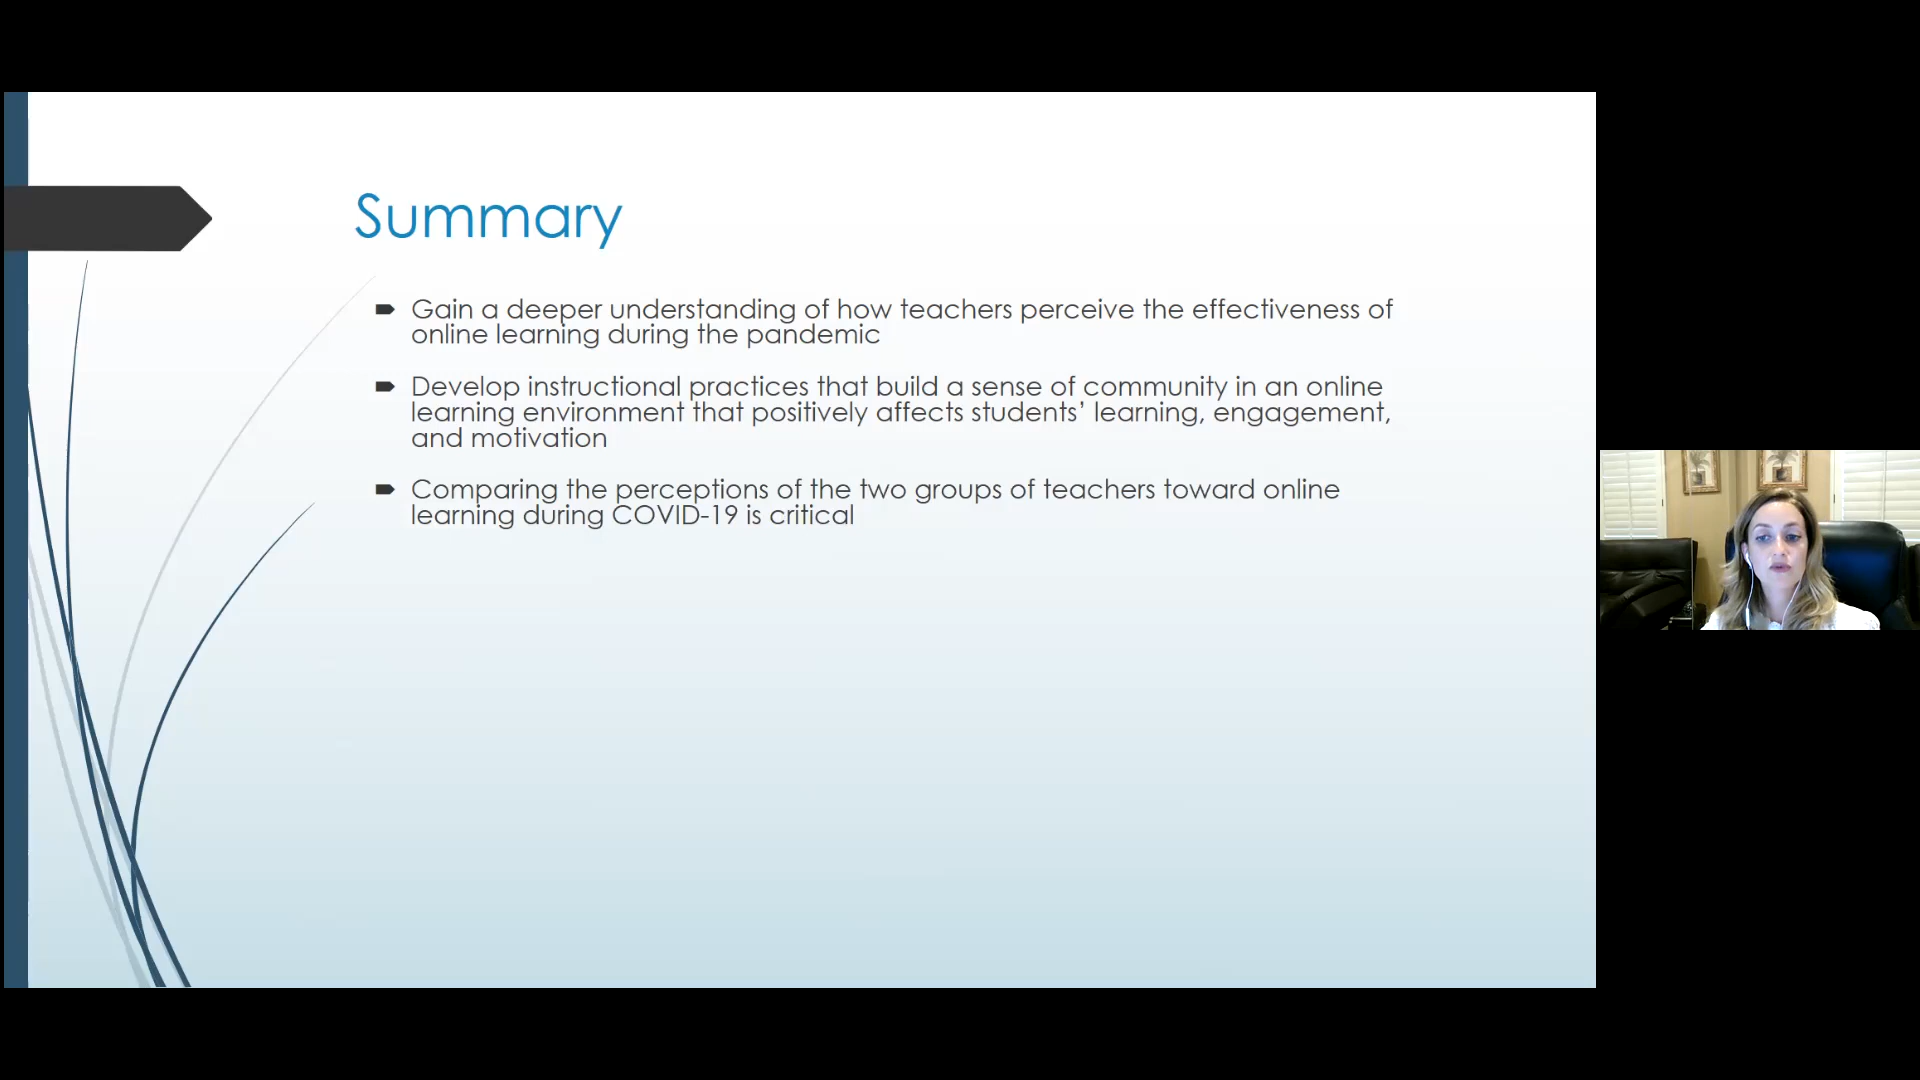 Summary
Gain a deeper understanding of how teachers perceive the effectiveness of
online learning during the pandemic
Develop instructional practices that build a sense of community in an online
learning environment that positively affects students’ learning, engagement,
and motivation
Comparing the perceptions of the two groups of teachers toward online
learning during COVID-19 is critical